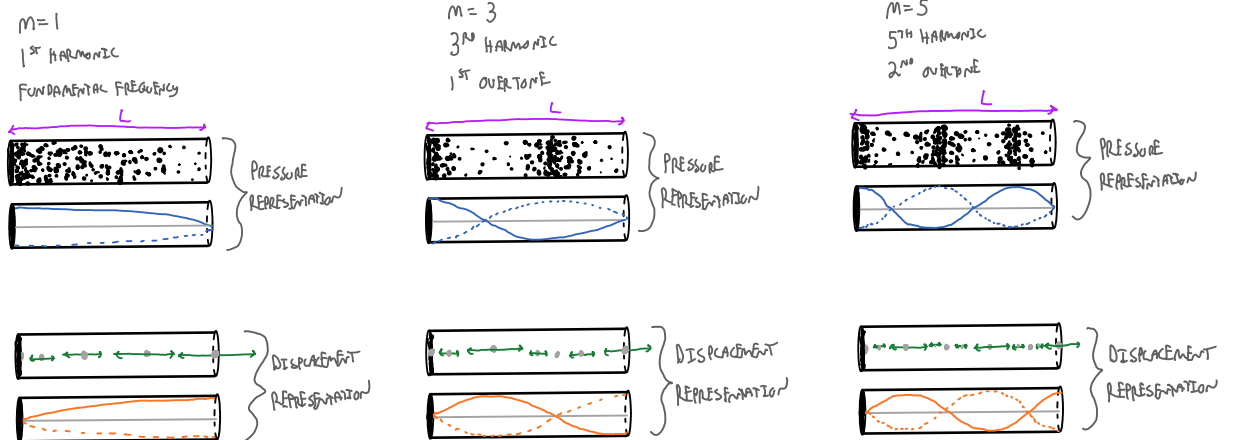 m=1
1ST HARMONIC
FUNDAMENTAL FREQUENCY
L
PRESSURE
REPRESENTATION
DISPLACEMENT
REPRESENTATION
m = 3
3RD HARMONIC
1ST OVERTONE
L
PRESSURE
REPRESENTATION
DISPLACEMENT
REPRESENTATION
m = 5
5TH HARMONIC
2ND OVERTONE
L
PRESSURE
REPRESENTATION
DISPLACEMENT
REPRESENTATION